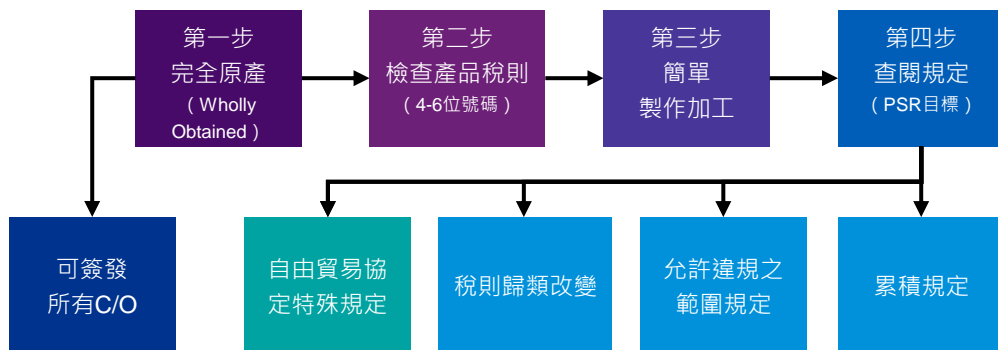 第一步
完全原產
（Wholly
Obtained）
第二步
檢查產品稅則
（4-6位號碼）
第三步
簡單
製作加工
第四步
查閱規定
（PSR目標）
可簽發
所有C/O
自由貿易協
定特殊規定
稅則歸類改變
允許違規之
範圍規定
累積規定